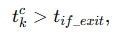 $t_k^c > t_{if\_exit},$